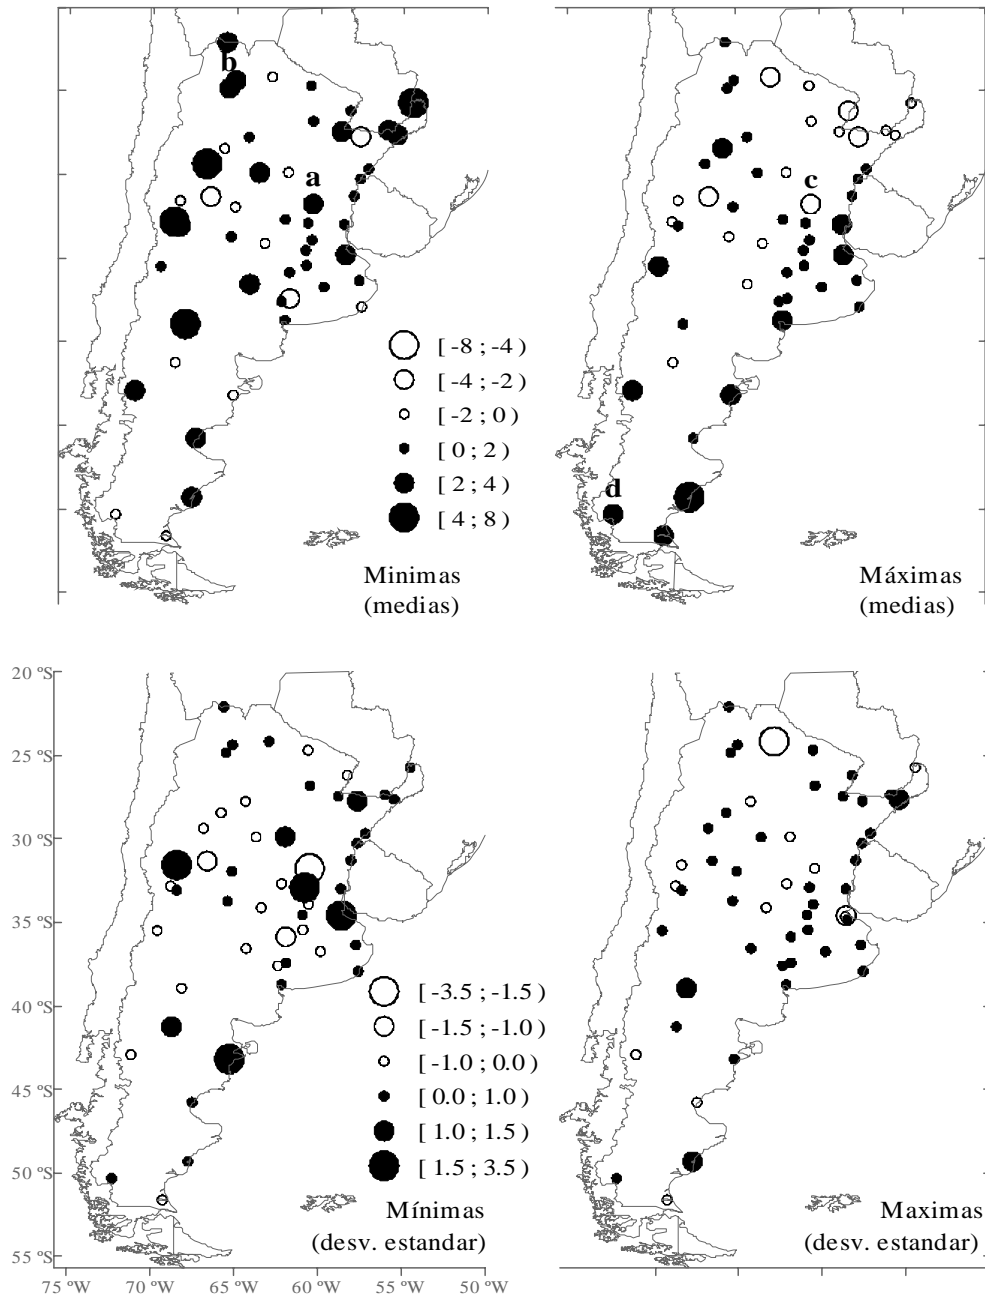 b
a
c
[-8 ; -4)
[-4 ; -2)
[-2 ; 0)
[0 ; 2)
[2 ; 4)
[4 ; 8)
d
Minimas
(medias)
Máximas
(medias)
20 ºS
25 ºS
30 ºS
35 ºS
40 ºS
45 ºS
50 ºS
55 ºS
[-3.5 ; -1.5)
[-1.5 ; -1.0)
[-1.0 ; 0.0)
[0.0 ; 1.0)
[1.0 ; 1.5)
[1.5 ; 3.5)
Mínimas
(desv. estandar)
Maximas
(desv. estandar)
75 ºW 70 ºW 65 ºW 60 ºW 55 ºW 50 ºW